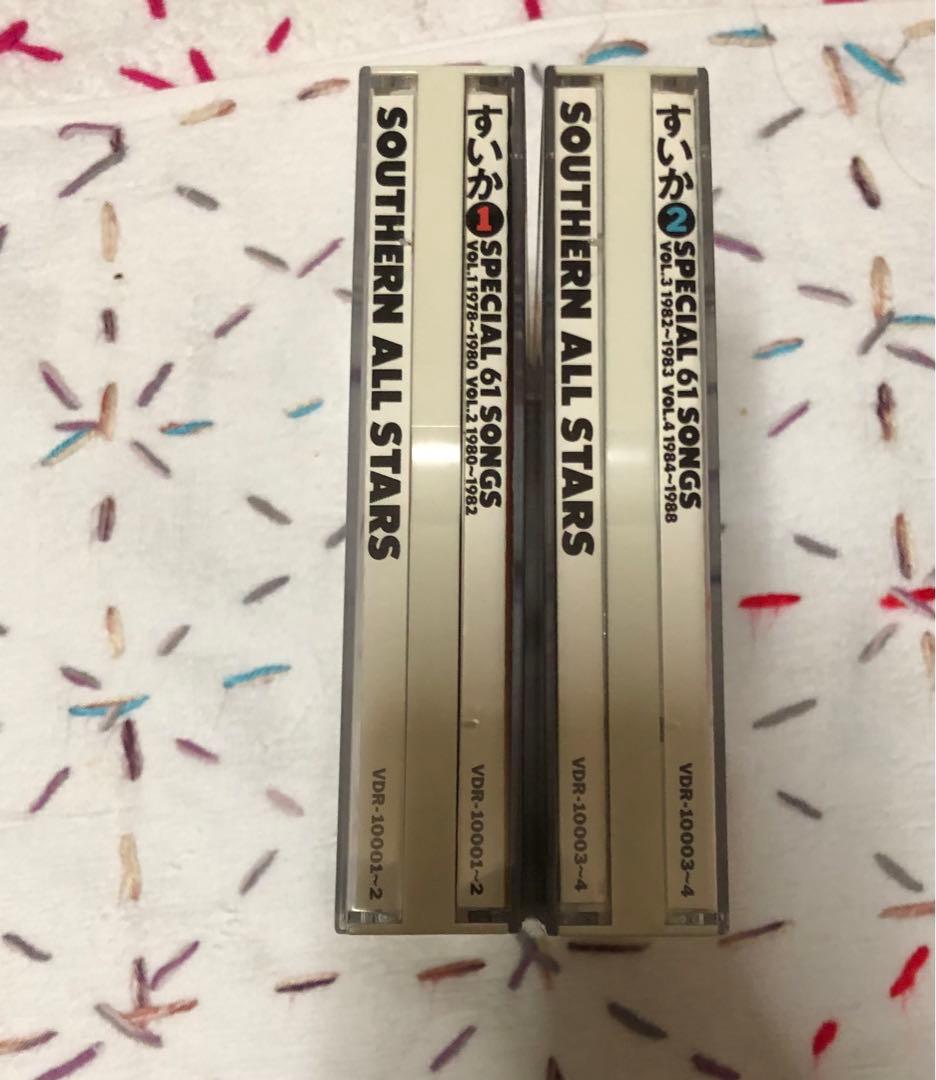 SOUTHERN ALL STARS
VDR-10001~2
すいか1 SPECIAL 61 SONGS
VOL.1 1978~1980 VOL.2 1980~1982
VDR-10001~2
SOUTHERN ALL STARS
VDR-10003~4
すいか2 SPECIAL 61 SONGS
VOL.3 1982~1983 VOL.4 1984~1988
VDR-10003~4